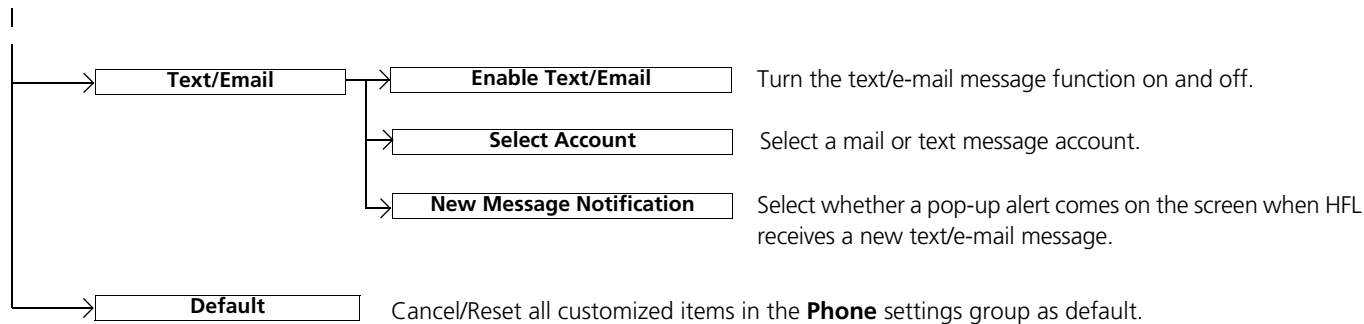 Text/Email
Enable Text/Email
Turn the text/e-mail message function on and off.
Select Account
Select a mail or text message account.
New Message Notification
Select whether a pop-up alert comes on the screen when HFL
receives a new text/e-mail message.
Default
Cancel/Reset all customized items in the Phone settings group as default.